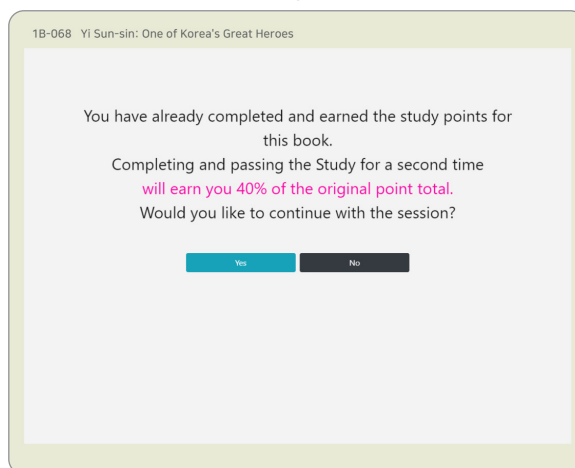 1B-068 Yi Sun-sin: One of Korea's Great Heroes
You have already completed and earned the study points for
this book.
Completing and passing the Study for a second time
will earn you 40% of the original point total.
Would you like to continue with the session?
Yes No